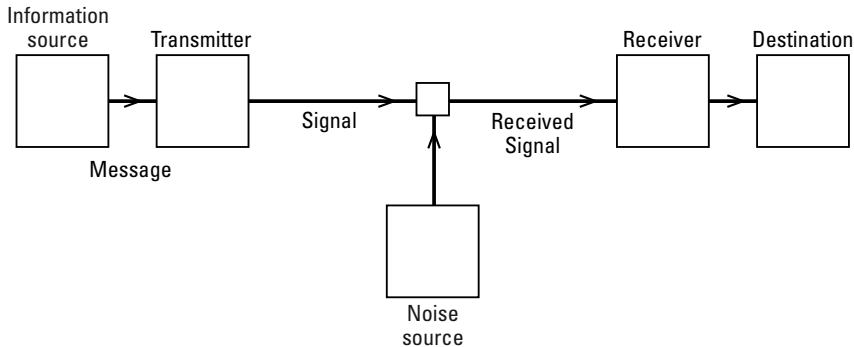 Information
source
Transmitter
Receiver
Destination
Signal
Received
Signal
Message
Noise
source